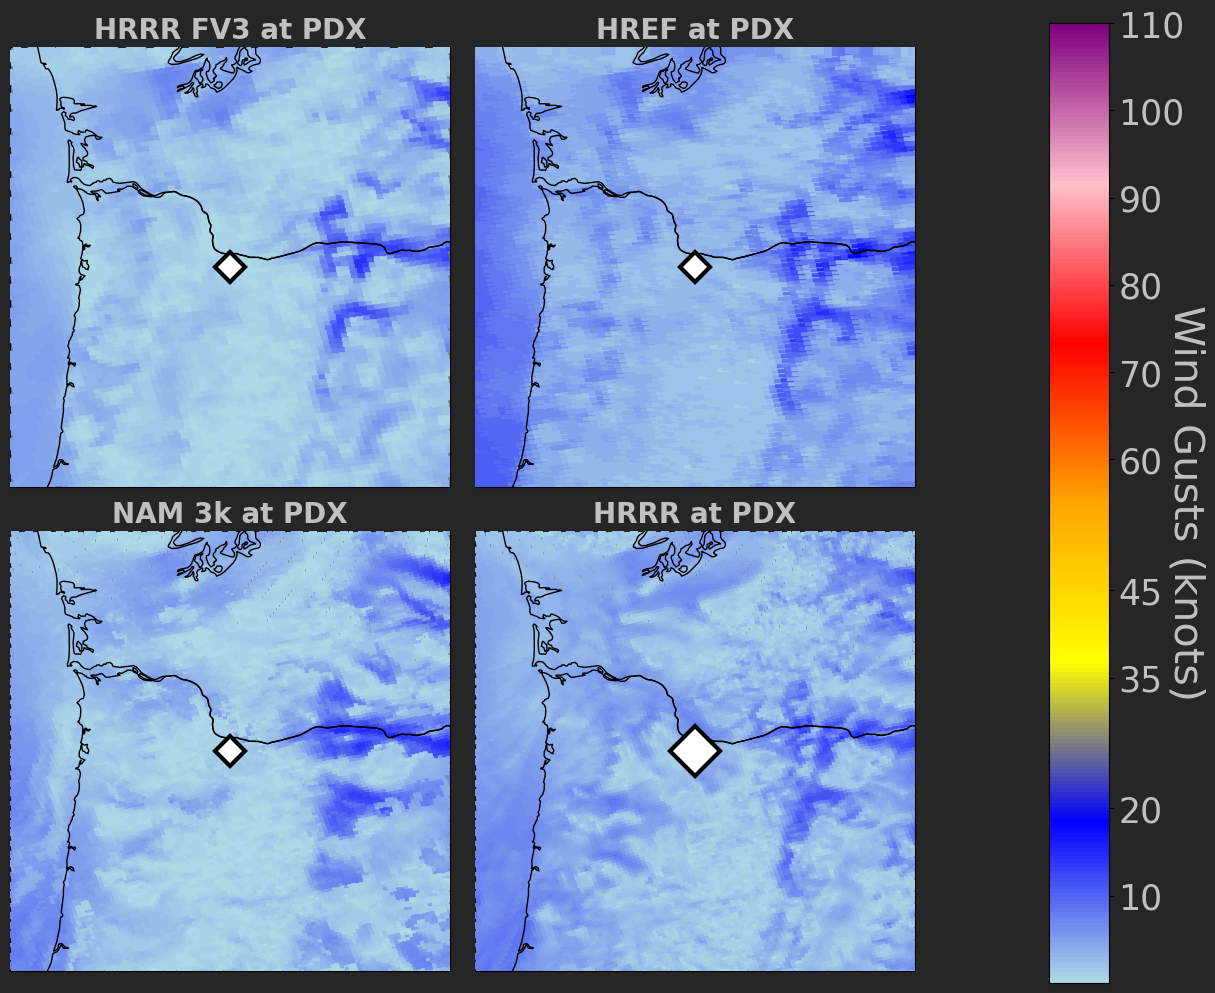 HRRR FV3 at PDX
HREF at PDX
NAM 3k at PDX
HRRR at PDX
110
100
90
80
70
60
45
35
20
10
Wind Gusts (knots)